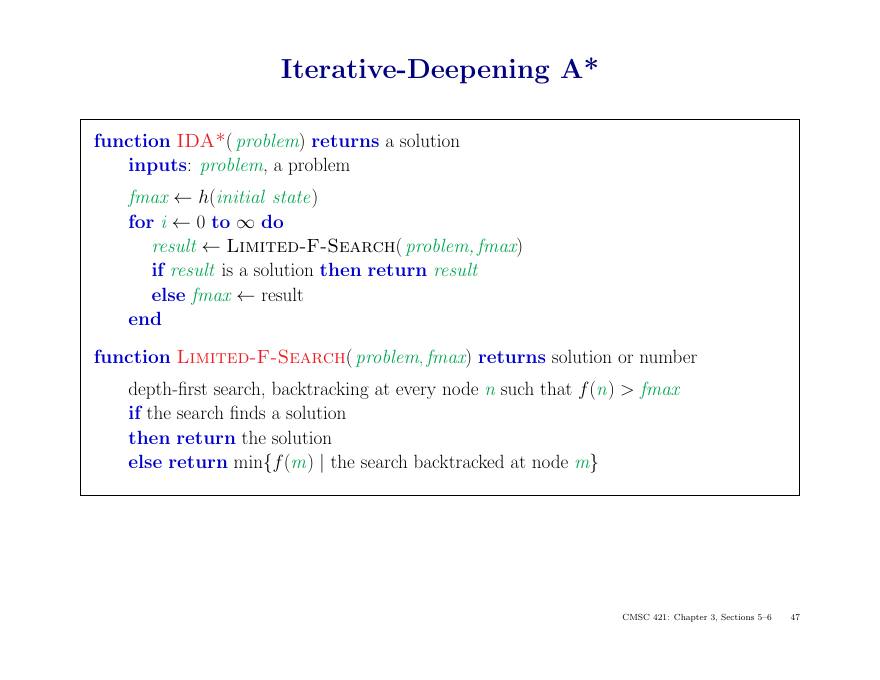 Iterative-Deepening A*
function IDA*( problem) returns a solution
inputs: problem, a problem
fmax ← h(initial state)
for i ← 0 to ∞ do
result ← Limited-F-Search( problem, fmax)
if result is a solution then return result
else fmax ← result
end
function Limited-F-Search( problem, fmax) returns solution or number
depth-first search, backtracking at every node n such that f(n) > fmax
if the search finds a solution
then return the solution
else return min{f(m) | the search backtracked at node m}
CMSC 421: Chapter 3, Sections 5–6 47